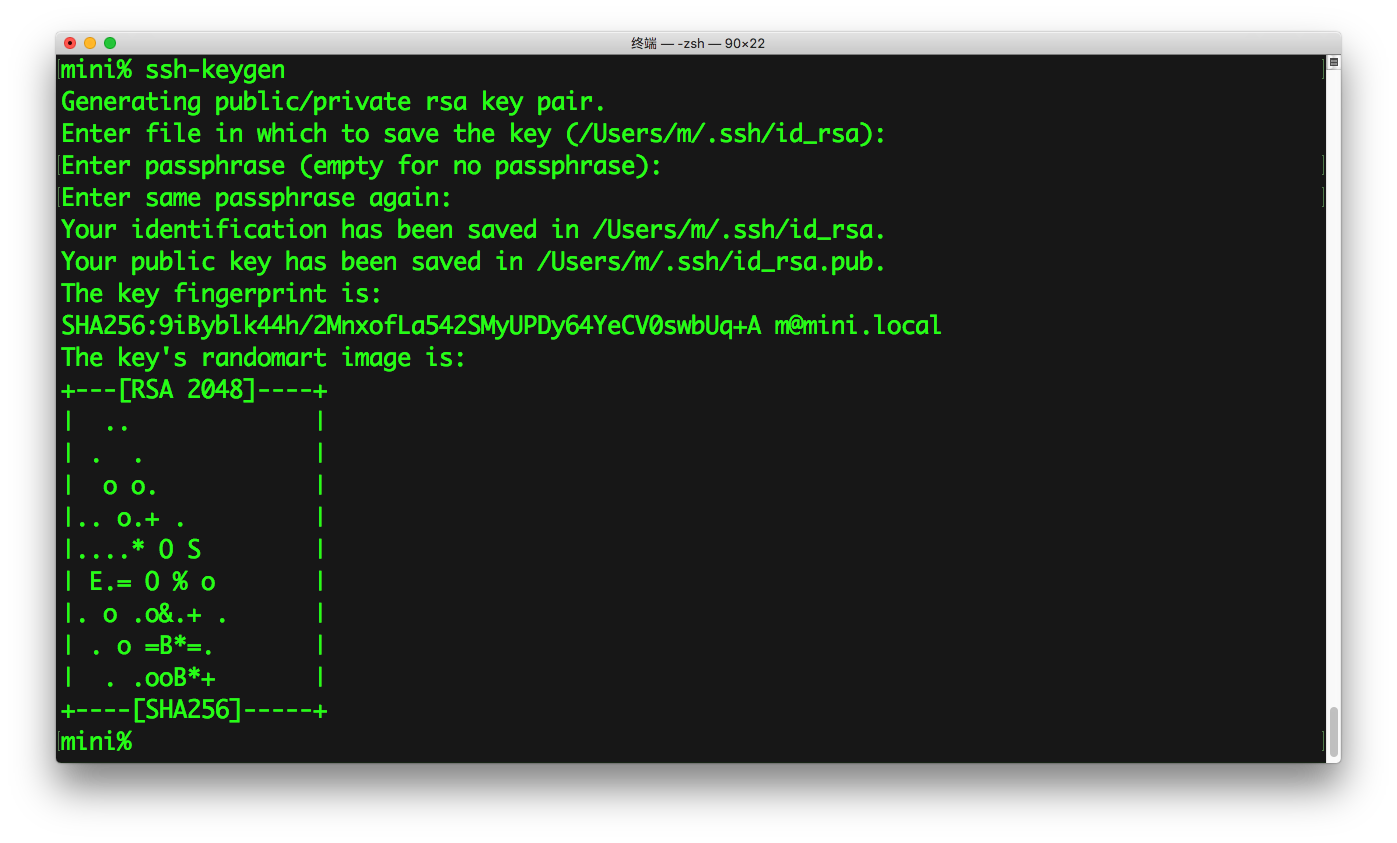 终端 — -zsh — 90×22
mini% ssh-keygen
Generating public/private rsa key pair.
Enter file in which to save the key (/Users/m/.ssh/id_rsa):
Enter passphrase (empty for no passphrase):
Enter same passphrase again:
Your identification has been saved in /Users/m/.ssh/id_rsa.
Your public key has been saved in /Users/m/.ssh/id_rsa.pub.
The key fingerprint is:
SHA256:9iByblk44h/2MnxofLa542SMyUPDy64YeCV0swbUq+A m@mini.local
The key's randomart image is:
+---[RSA 2048]----+
|  ..             |
| .  .            |
|  o o.           |
|.. o.+ .         |
|....* O S        |
| E.= O % o       |
|. o .o&.+ .      |
| . o =B*=.       |
|  . .ooB*+       |
+----[SHA256]-----+
mini%